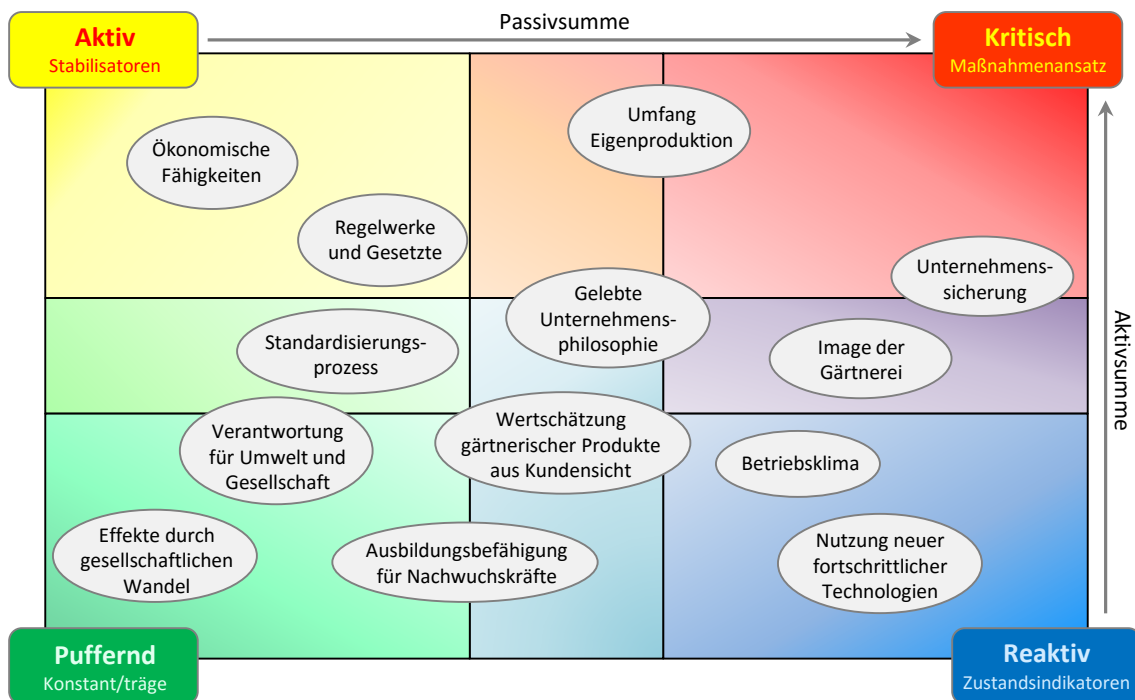 Passivsumme
Aktiv
Stabilisatoren
Kritisch
Maßnahmenansatz
Umfang
Eigenproduktion
Ökonomische
Fähigkeiten
Regelwerke
und Gesetzte
Unternehmens-
sicherung
Gelebte
Unternehmens-
philosophie
Standardisierungs-
prozess
Image der
Gärtnerei
Aktivsumme
Wertschätzung
gärtnerischer Produkte
aus Kundensicht
Verantwortung
für Umwelt und
Gesellschaft
Betriebsklima
Effekte durch
gesellschaftlichen
Wandel
Ausbildungsbefähigung
für Nachwuchskräfte
Nutzung neuer
fortschrittlicher
Technologien
Puffernd
Konstant/träge
Reaktiv
Zustandsindikatoren